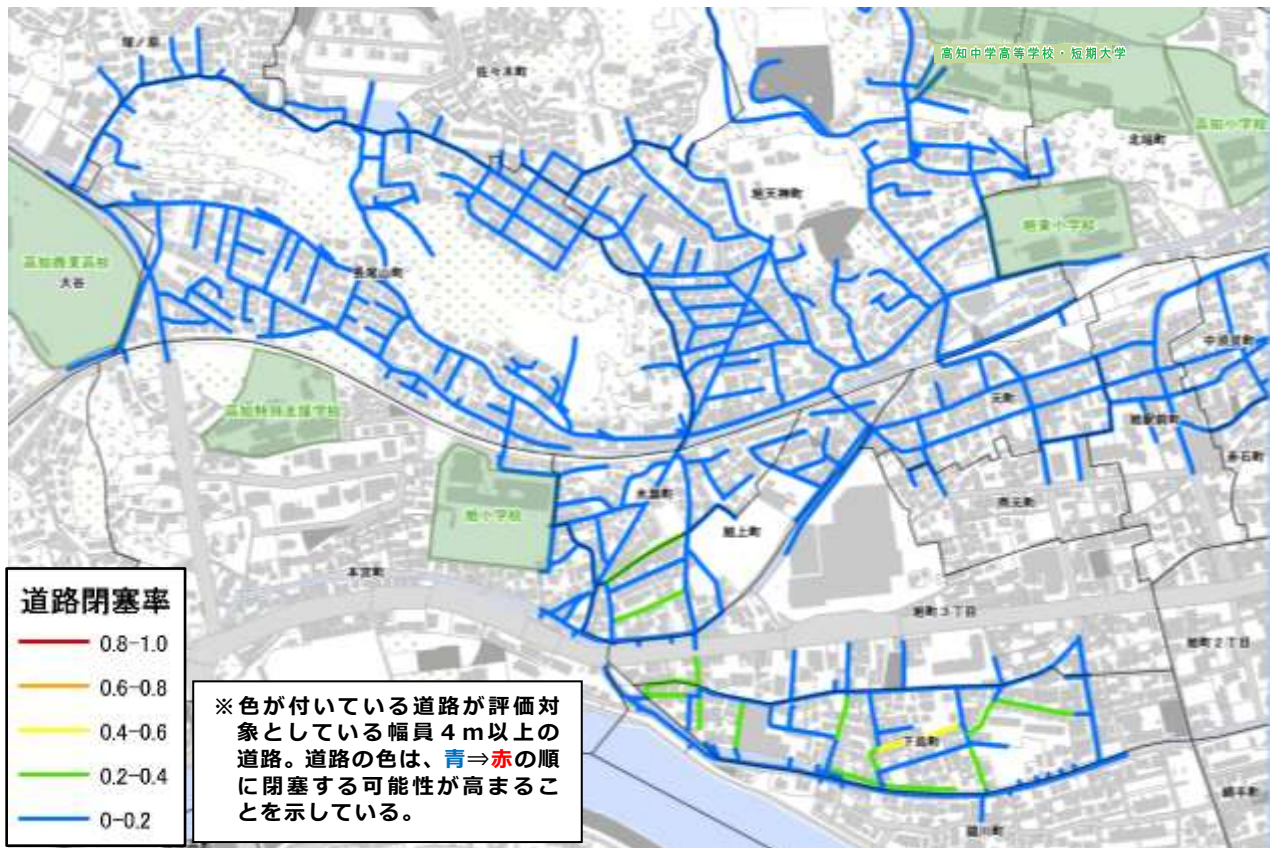 塚ノ原
佐々木町
高知中学高等学校・短期大学
高知小学校
北端町
旭天神町
旭東小学校
高知商業高校
大谷
長尾山町
中須賀町
高知特別支援学校
元町
旭駅前町
赤石町
水源町
南元町
旭小学校
旭上町
本宮町
旭町3丁目
旭町2丁目
下島町
鏡川町
道路閉塞率
0.8-1.0
0.6-0.8
0.4-0.6
0.2-0.4
0-0.2
※色が付いている道路が評価対
象としている幅員4m以上の
道路。道路の色は、青⇒赤の順
に閉塞する可能性が高まるこ
とを示している。